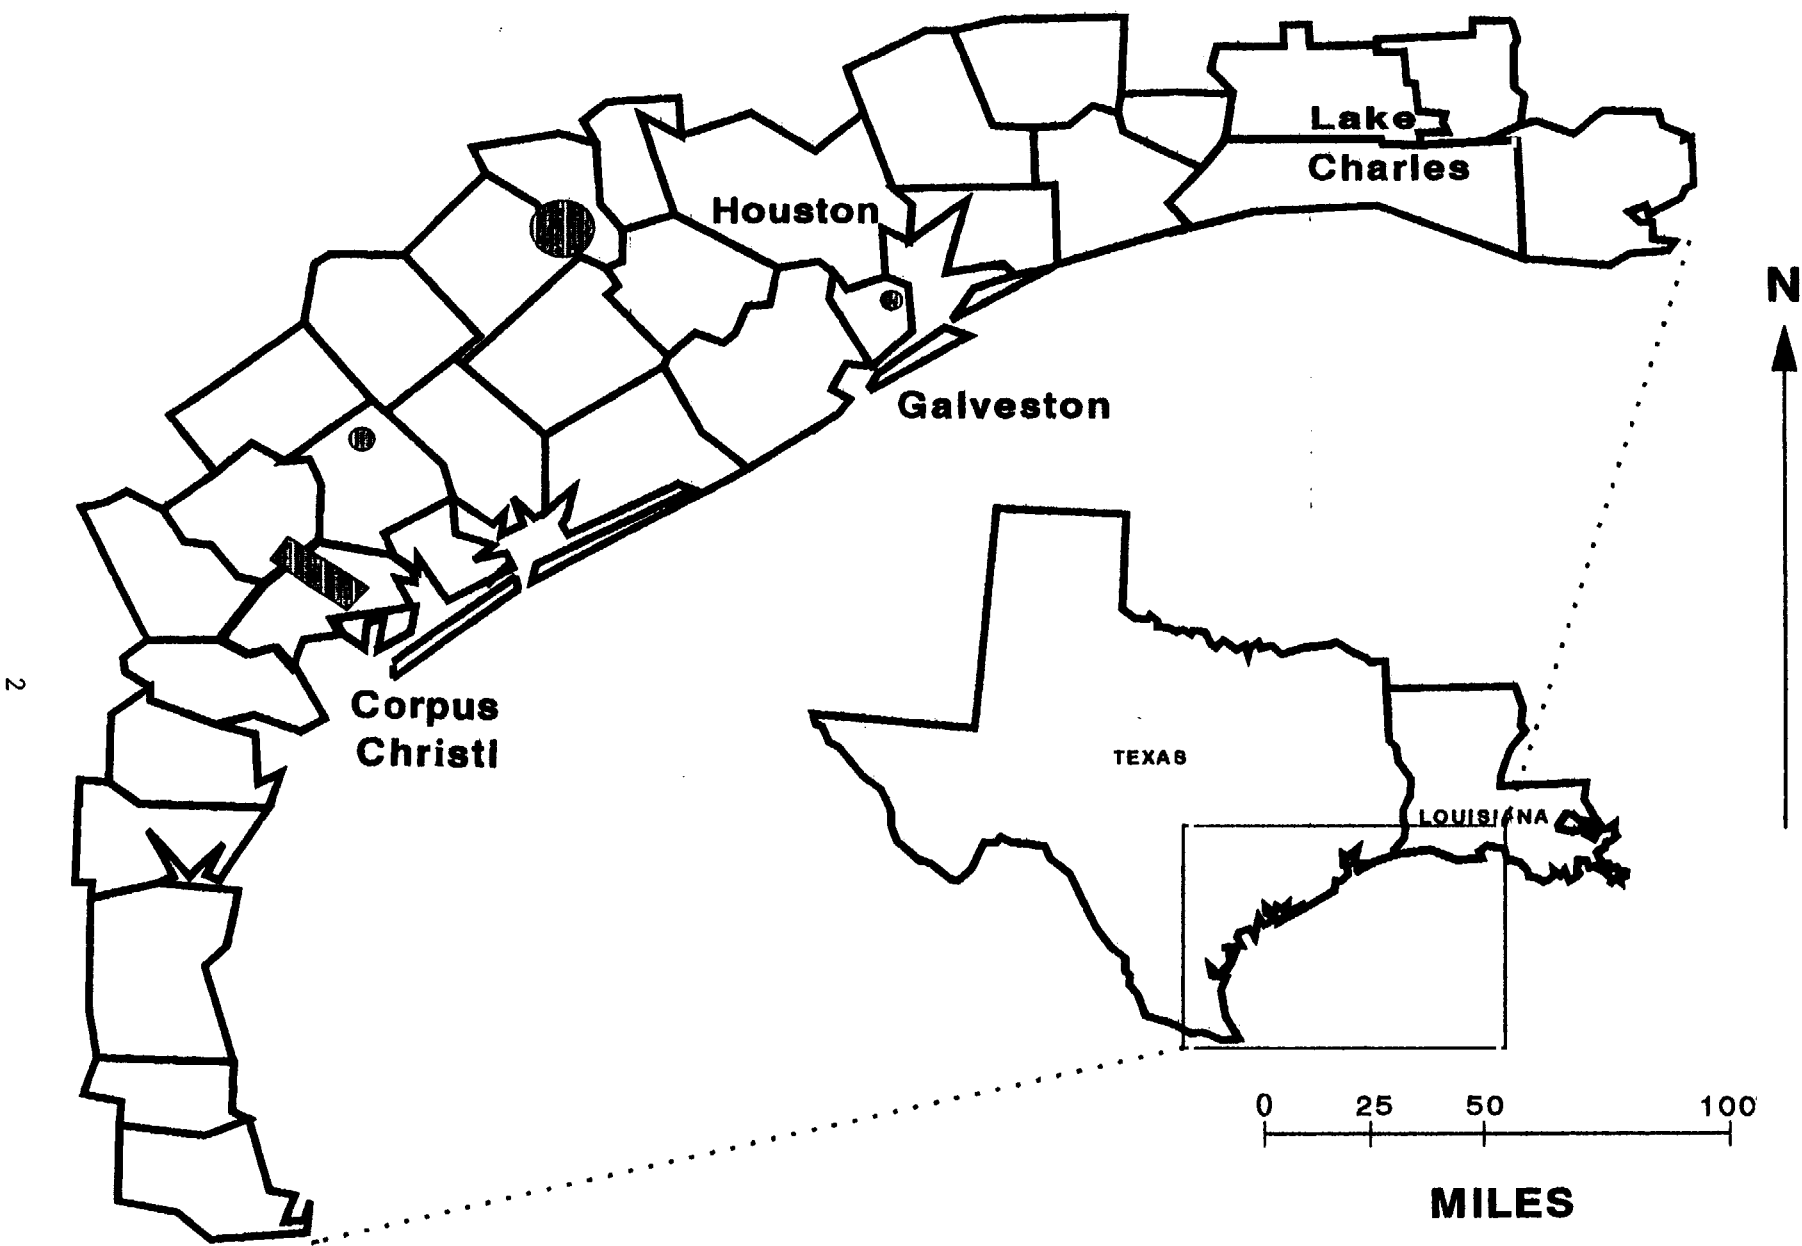 Lake
Charles
Houston
N
Galveston
2
Corpus
Christi
TEXAS
LOUISIANA
0 25 50 100
MILES